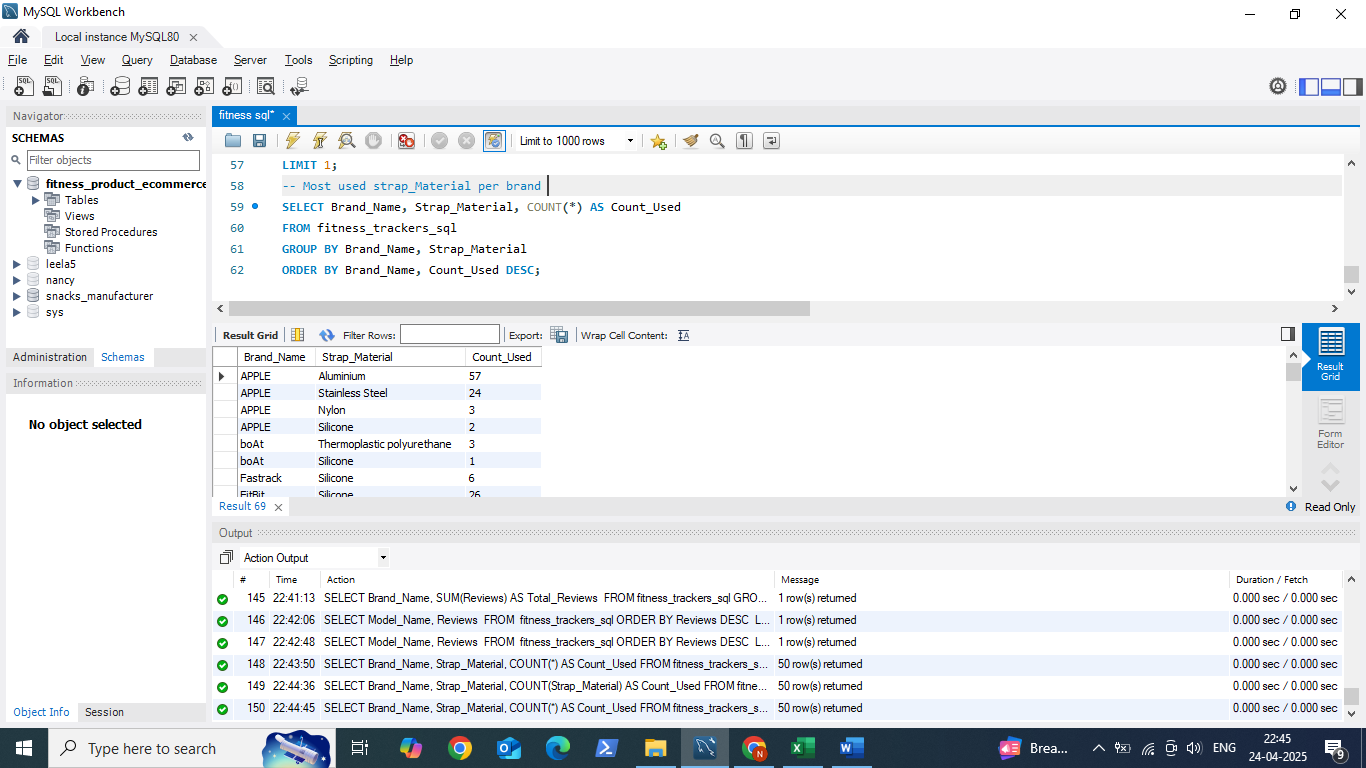 MySQL Workbench
Local instance MySQL80
File Edit View Query Database Server Tools Scripting Help
Navigator
SCHEMAS
Filter objects
fitness_product_ecommerce
Tables
Views
Stored Procedures
Functions
leela5
nancy
snacks_manufacturer
sys
Administration Schemas
Information
No object selected
Object Info Session
fitness sql*
Limit to 1000 rows
57 LIMIT 1;
58 -- Most used strap_Material per brand
59 SELECT Brand_Name, Strap_Material, COUNT(*) AS Count_Used
60 FROM fitness_trackers_sql
61 GROUP BY Brand_Name, Strap_Material
62 ORDER BY Brand_Name, Count_Used DESC;
Result Grid Filter Rows: Export: Wrap Cell Content:
Brand_Name Strap_Material Count_Used
APPLE Aluminium 57
APPLE Stainless Steel 24
APPLE Nylon 3
APPLE Silicone 2
boAt Thermoplastic polyurethane 3
boAt Silicone 1
Fastrack Silicone 6
FitBit Silicone 26
Result Grid
Form Editor
Result 69
Read Only
Output
Action Output
# Time Action Message Duration / Fetch
145 22:41:13 SELECT Brand_Name, SUM(Reviews) AS Total_Reviews FROM fitness_trackers_sql GRO... 1 row(s) returned 0.000 sec / 0.000 sec
146 22:42:06 SELECT Model_Name, Reviews FROM fitness_trackers_sql ORDER BY Reviews DESC L... 1 row(s) returned 0.000 sec / 0.000 sec
147 22:42:48 SELECT Model_Name, Reviews FROM fitness_trackers_sql ORDER BY Reviews DESC L... 1 row(s) returned 0.000 sec / 0.000 sec
148 22:43:50 SELECT Brand_Name, Strap_Material, COUNT(*) AS Count_Used FROM fitness_trackers_s... 50 row(s) returned 0.000 sec / 0.000 sec
149 22:44:36 SELECT Brand_Name, Strap_Material, COUNT(Strap_Material) AS Count_Used FROM fitne... 50 row(s) returned 0.000 sec / 0.000 sec
150 22:44:45 SELECT Brand_Name, Strap_Material, COUNT(*) AS Count_Used FROM fitness_trackers_s... 50 row(s) returned 0.000 sec / 0.000 sec
Type here to search
Brea...
ENG
22:45
24-04-2025
9